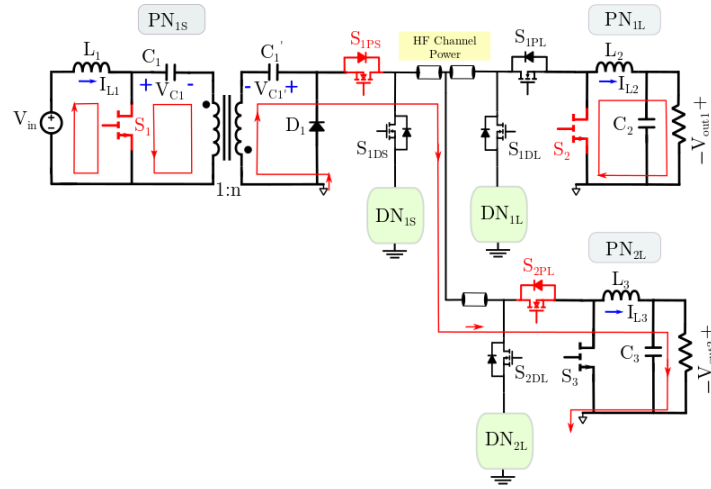 PN1S
HF Channel
Power
PN1L
L1
C1
C1'
S1PS
S1PL
L2
IL1
+ VC1 -
- VC1' +
IL2
Vin
S1
D1
S1DS
S1DL
S2
C2
-Vout1+
1:n
DN1S
DN1L
PN2L
S2PL
L3
IL3
S2DL
S3
C3
DN2L